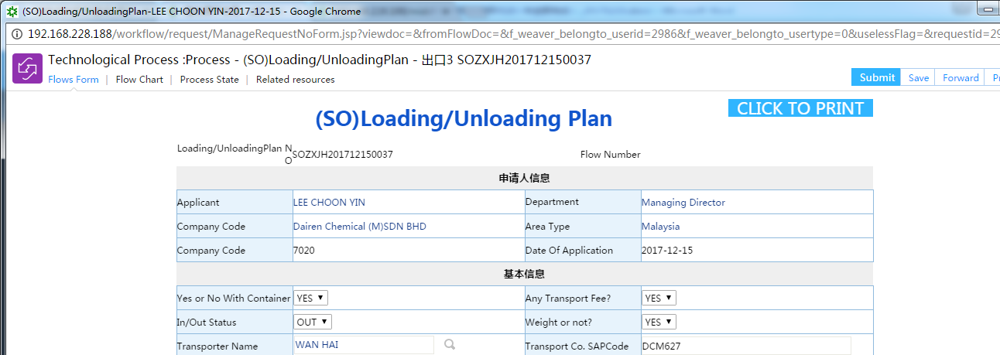 (SO)Loading/UnloadingPlan-LEE CHOON YIN-2017-12-15 - Google Chrome
192.168.228.188/workflow/request/ManageRequestNoForm.jsp?viewdoc=&fromFlowDoc=&f_weaver_belongto_userid=2986&f_weaver_belongto_usertype=0&uselessFlag=&requestid=29
Technological Process :Process - (SO)Loading/UnloadingPlan - 出口3 SOZXJH201712150037
Flows Form | Flow Chart | Process State | Related resources
Submit Save Forward
CLICK TO PRINT
(SO)Loading/Unloading Plan
Loading/UnloadingPlan N
O
SOZXJH201712150037 Flow Number
申请人信息
Applicant LEE CHOON YIN Department Managing Director
Company Code Dairen Chemical (M)SDN BHD Area Type Malaysia
Company Code 7020 Date Of Application 2017-12-15
基本信息
Yes or No With Container YES Any Transport Fee? YES
In/Out Status OUT Weight or not? YES
Transporter Name WAN HAI Transport Co. SAPCode DCM627